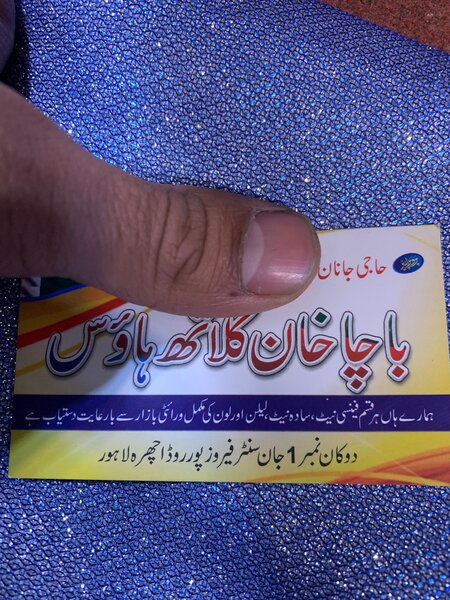 حاجی جانان
باچا خان کلاتھ ہاؤس
ہمارے ہاں ہر قسم فینسی نیٹ، سادہ نیٹ، لیلن اور لون کی مکمل ورائٹی بازار سے بارعایت دستیاب ہے
دوکان نمبر 1 جان سنٹر فیروز پور روڈ اچھرہ لاہور